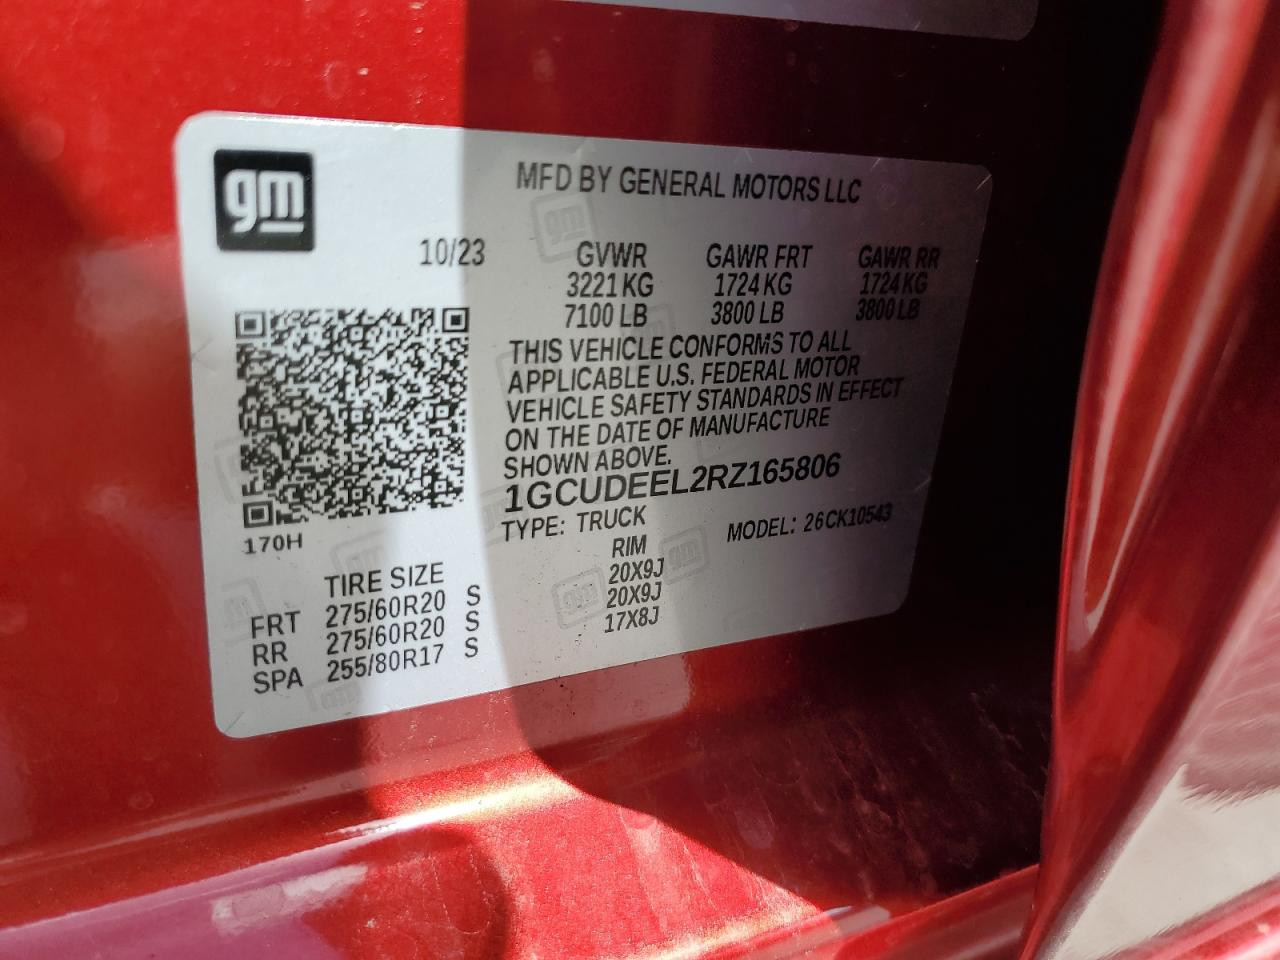 gm
MFD BY GENERAL MOTORS LLC
10/23 GVWR GAWR FRT GAWR RR
3221 KG 1724 KG 1724 KG
7100 LB 3800 LB 3800 LB
THIS VEHICLE CONFORMS TO ALL
APPLICABLE U.S. FEDERAL MOTOR
VEHICLE SAFETY STANDARDS IN EFFECT
ON THE DATE OF MANUFACTURE
SHOWN ABOVE.
1GCUDEEL2RZ165806
TYPE: TRUCK MODEL: 26CK10543
170H
TIRE SIZE RIM
FRT 275/60R20 S 20X9J
RR 275/60R20 S 20X9J
SPA 255/80R17 S 17X8J